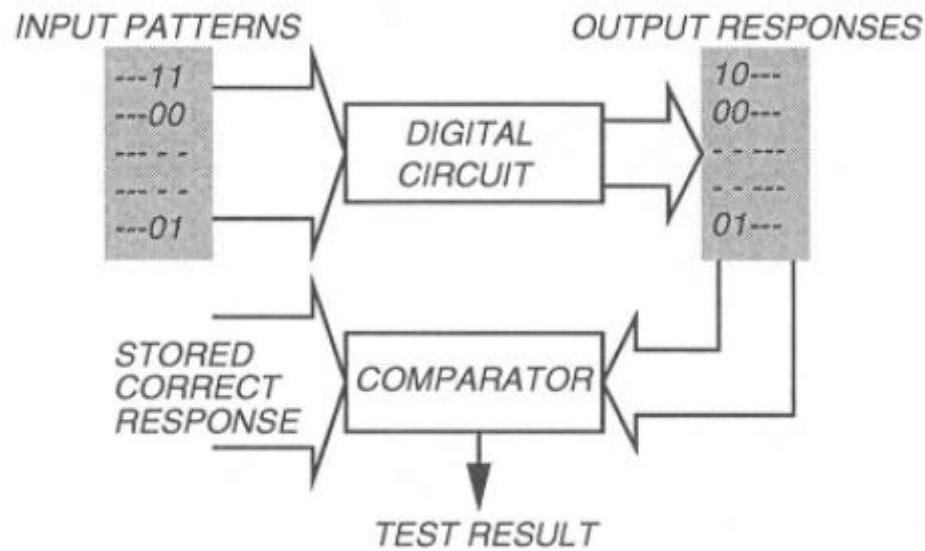 INPUT PATTERNS
---11
---00
--- - -
--- - -
---01
DIGITAL
CIRCUIT
OUTPUT RESPONSES
10---
00---
- - ---
- - ---
01---
STORED
CORRECT
RESPONSE
COMPARATOR
TEST RESULT